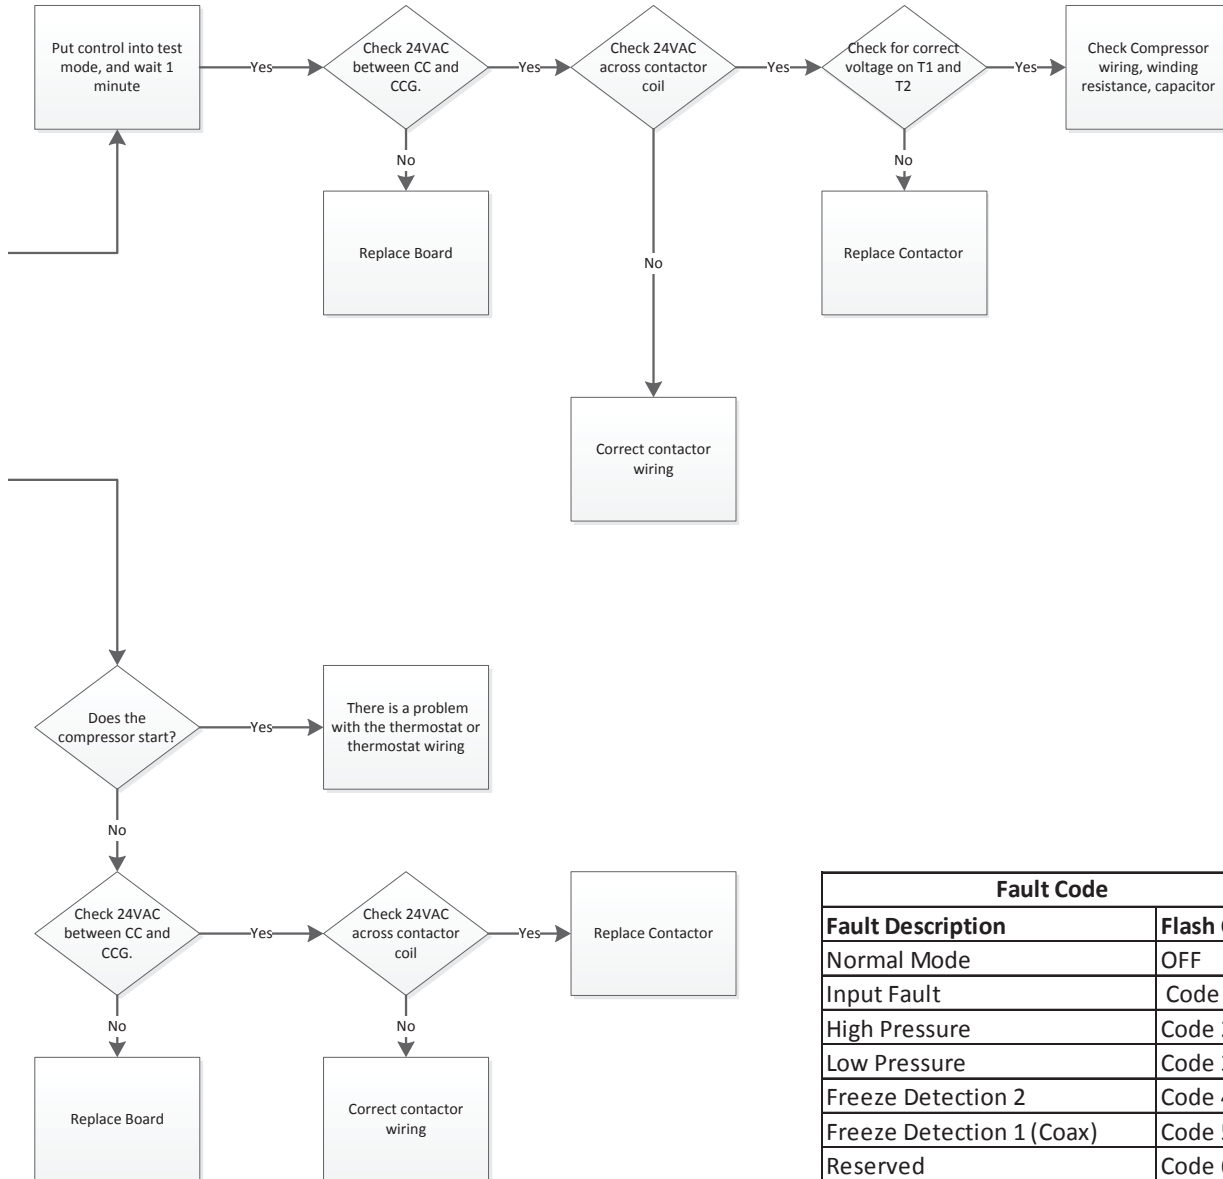 Put control into test
mode, and wait 1
minute
Yes
Check 24VAC
between CC and
CCG.
Yes
Check 24VAC
across contactor
coil
Yes
Check for correct
voltage on T1 and
T2
Yes
Check Compressor
wiring, winding
resistance, capacitor
No
Replace Board
No
Correct contactor
wiring
No
Replace Contactor
Does the
compressor start?
Yes
There is a problem
with the thermostat or
thermostat wiring
No
Check 24VAC
between CC and
CCG.
Yes
Check 24VAC
across contactor
coil
Yes
Replace Contactor
No
Replace Board
No
Correct contactor
wiring
Fault Code
Fault Description Flash
Normal Mode OFF
Input Fault Code
High Pressure Code
Low Pressure Code
Freeze Detection 2 Code
Freeze Detection 1 (Coax) Code
Reserved Code